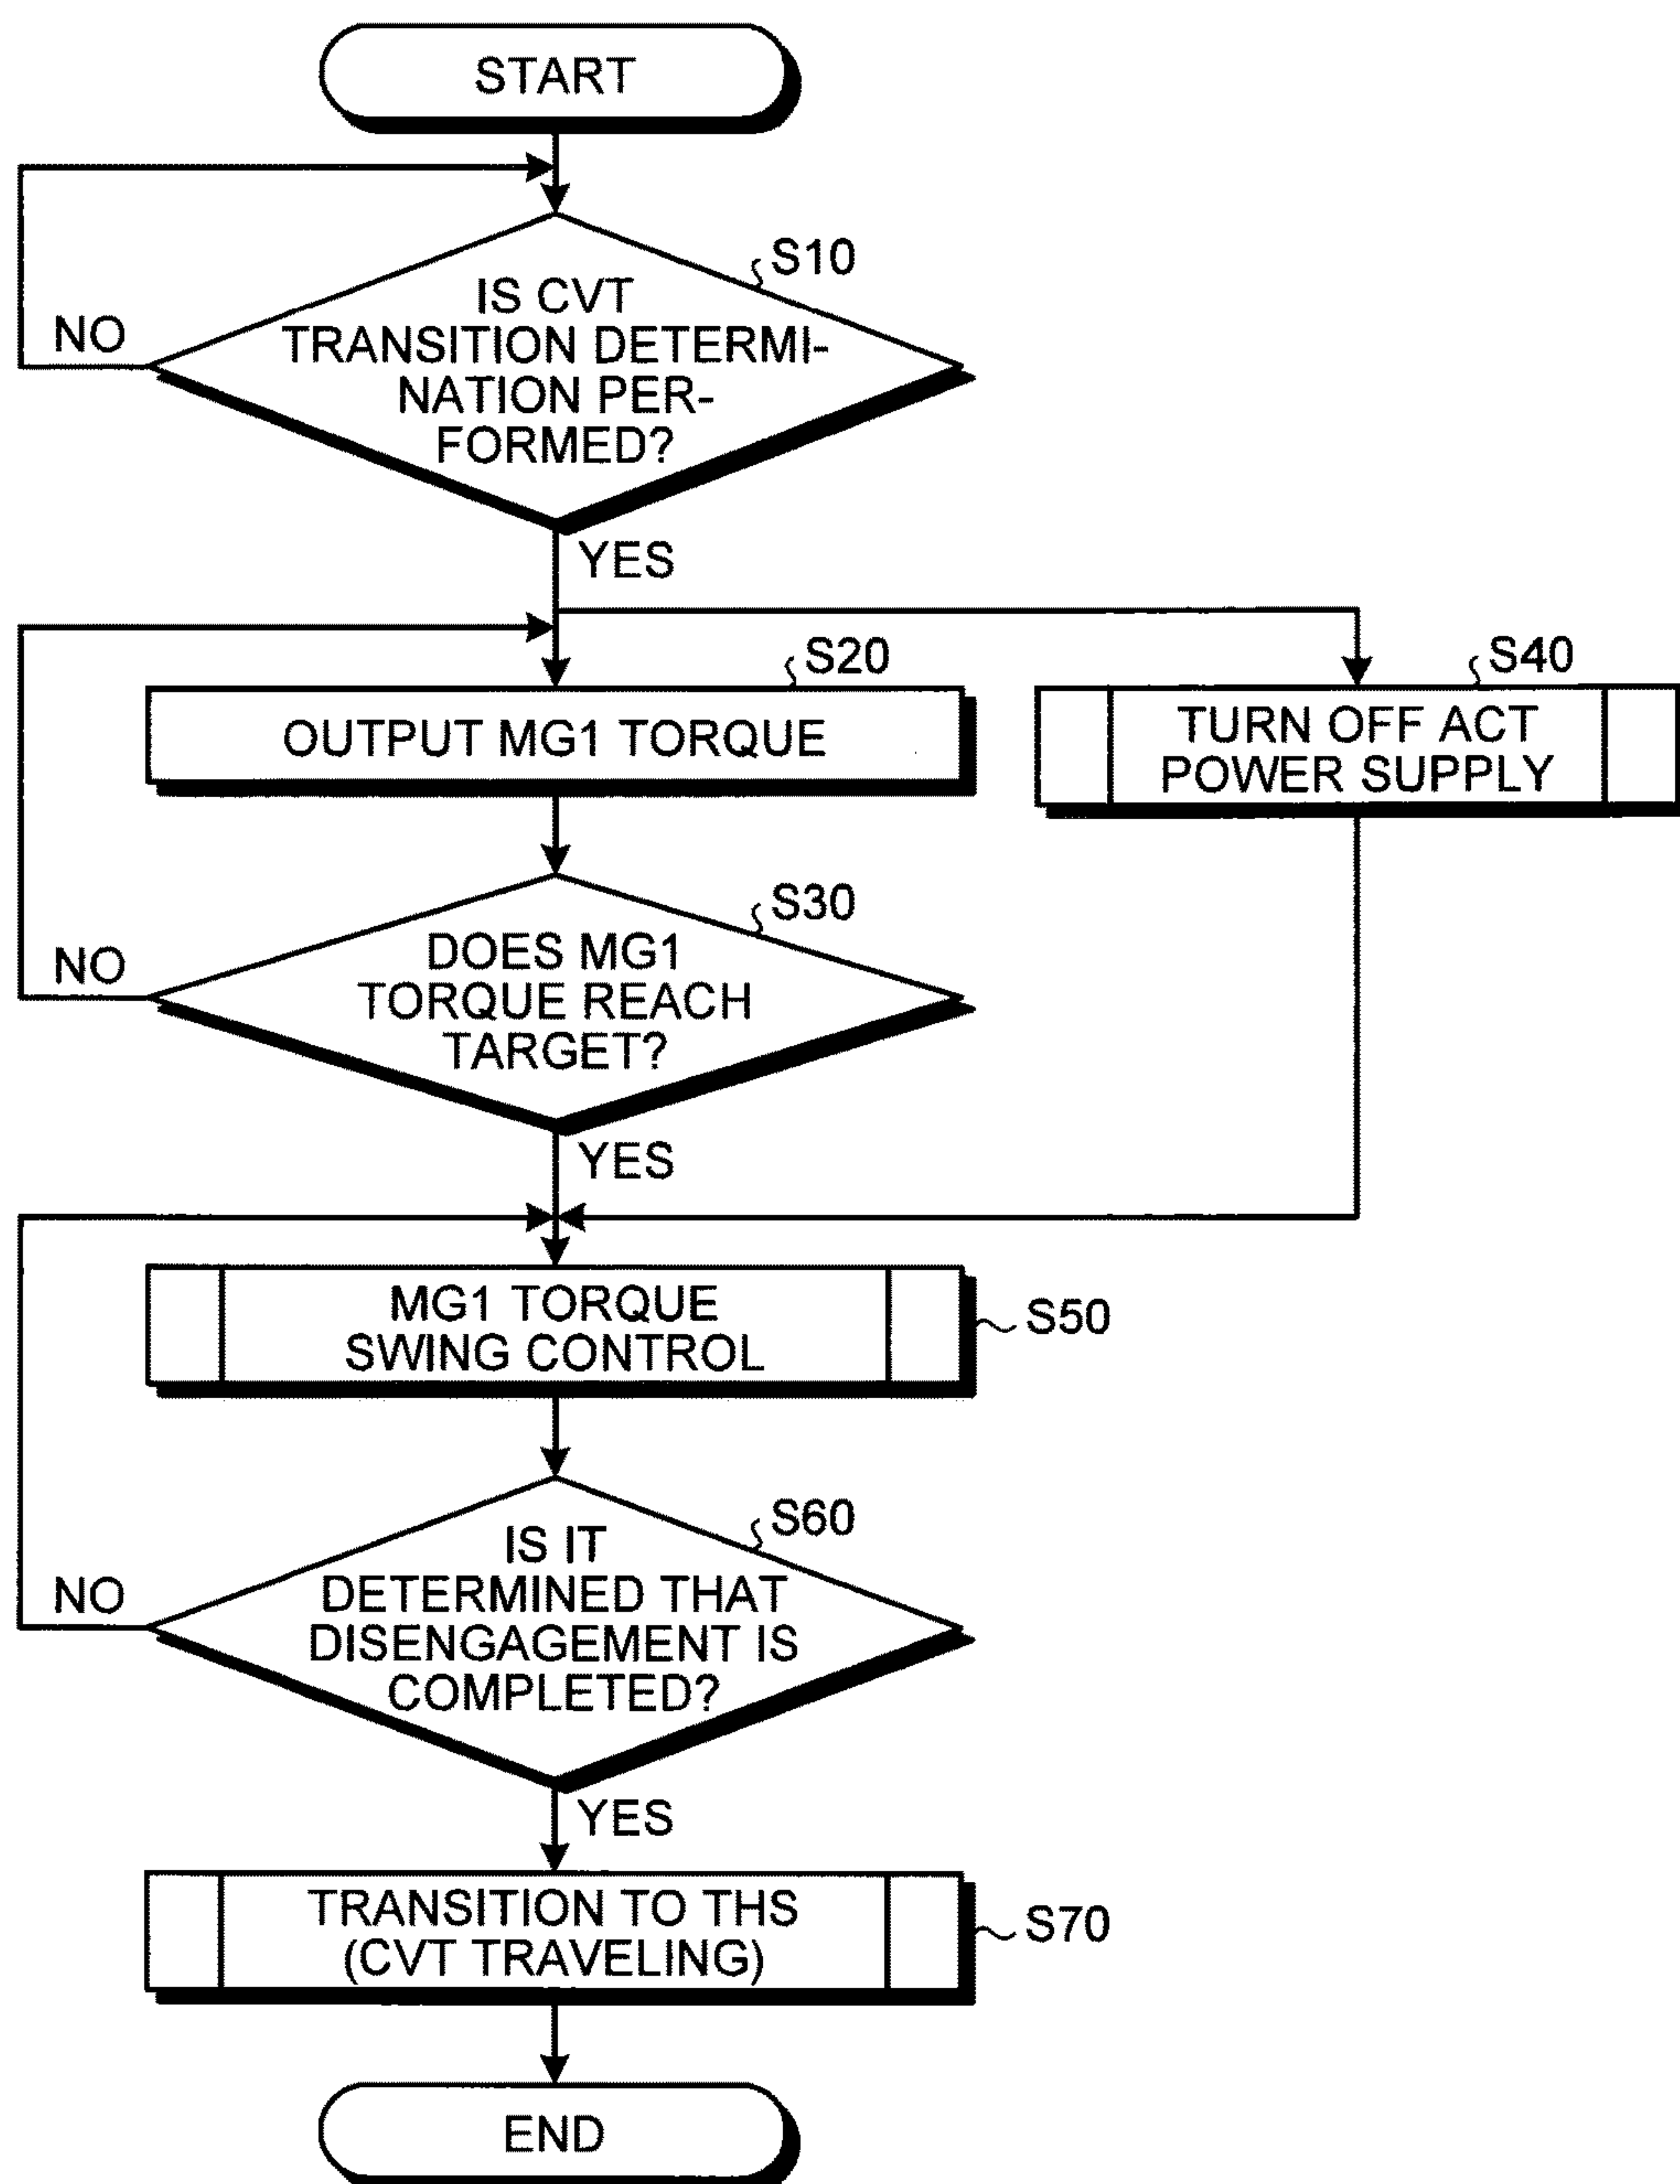 START
S10
IS CVT
TRANSITION DETERMI-
NATION PER-
FORMED?
NO
YES
S20
OUTPUT MG1 TORQUE
S40
TURN OFF ACT
POWER SUPPLY
S30
DOES MG1
TORQUE REACH
TARGET?
NO
YES
MG1 TORQUE
SWING CONTROL
S50
S60
IS IT
DETERMINED THAT
DISENGAGEMENT IS
COMPLETED?
NO
YES
TRANSITION TO THS
(CVT TRAVELING)
S70
END